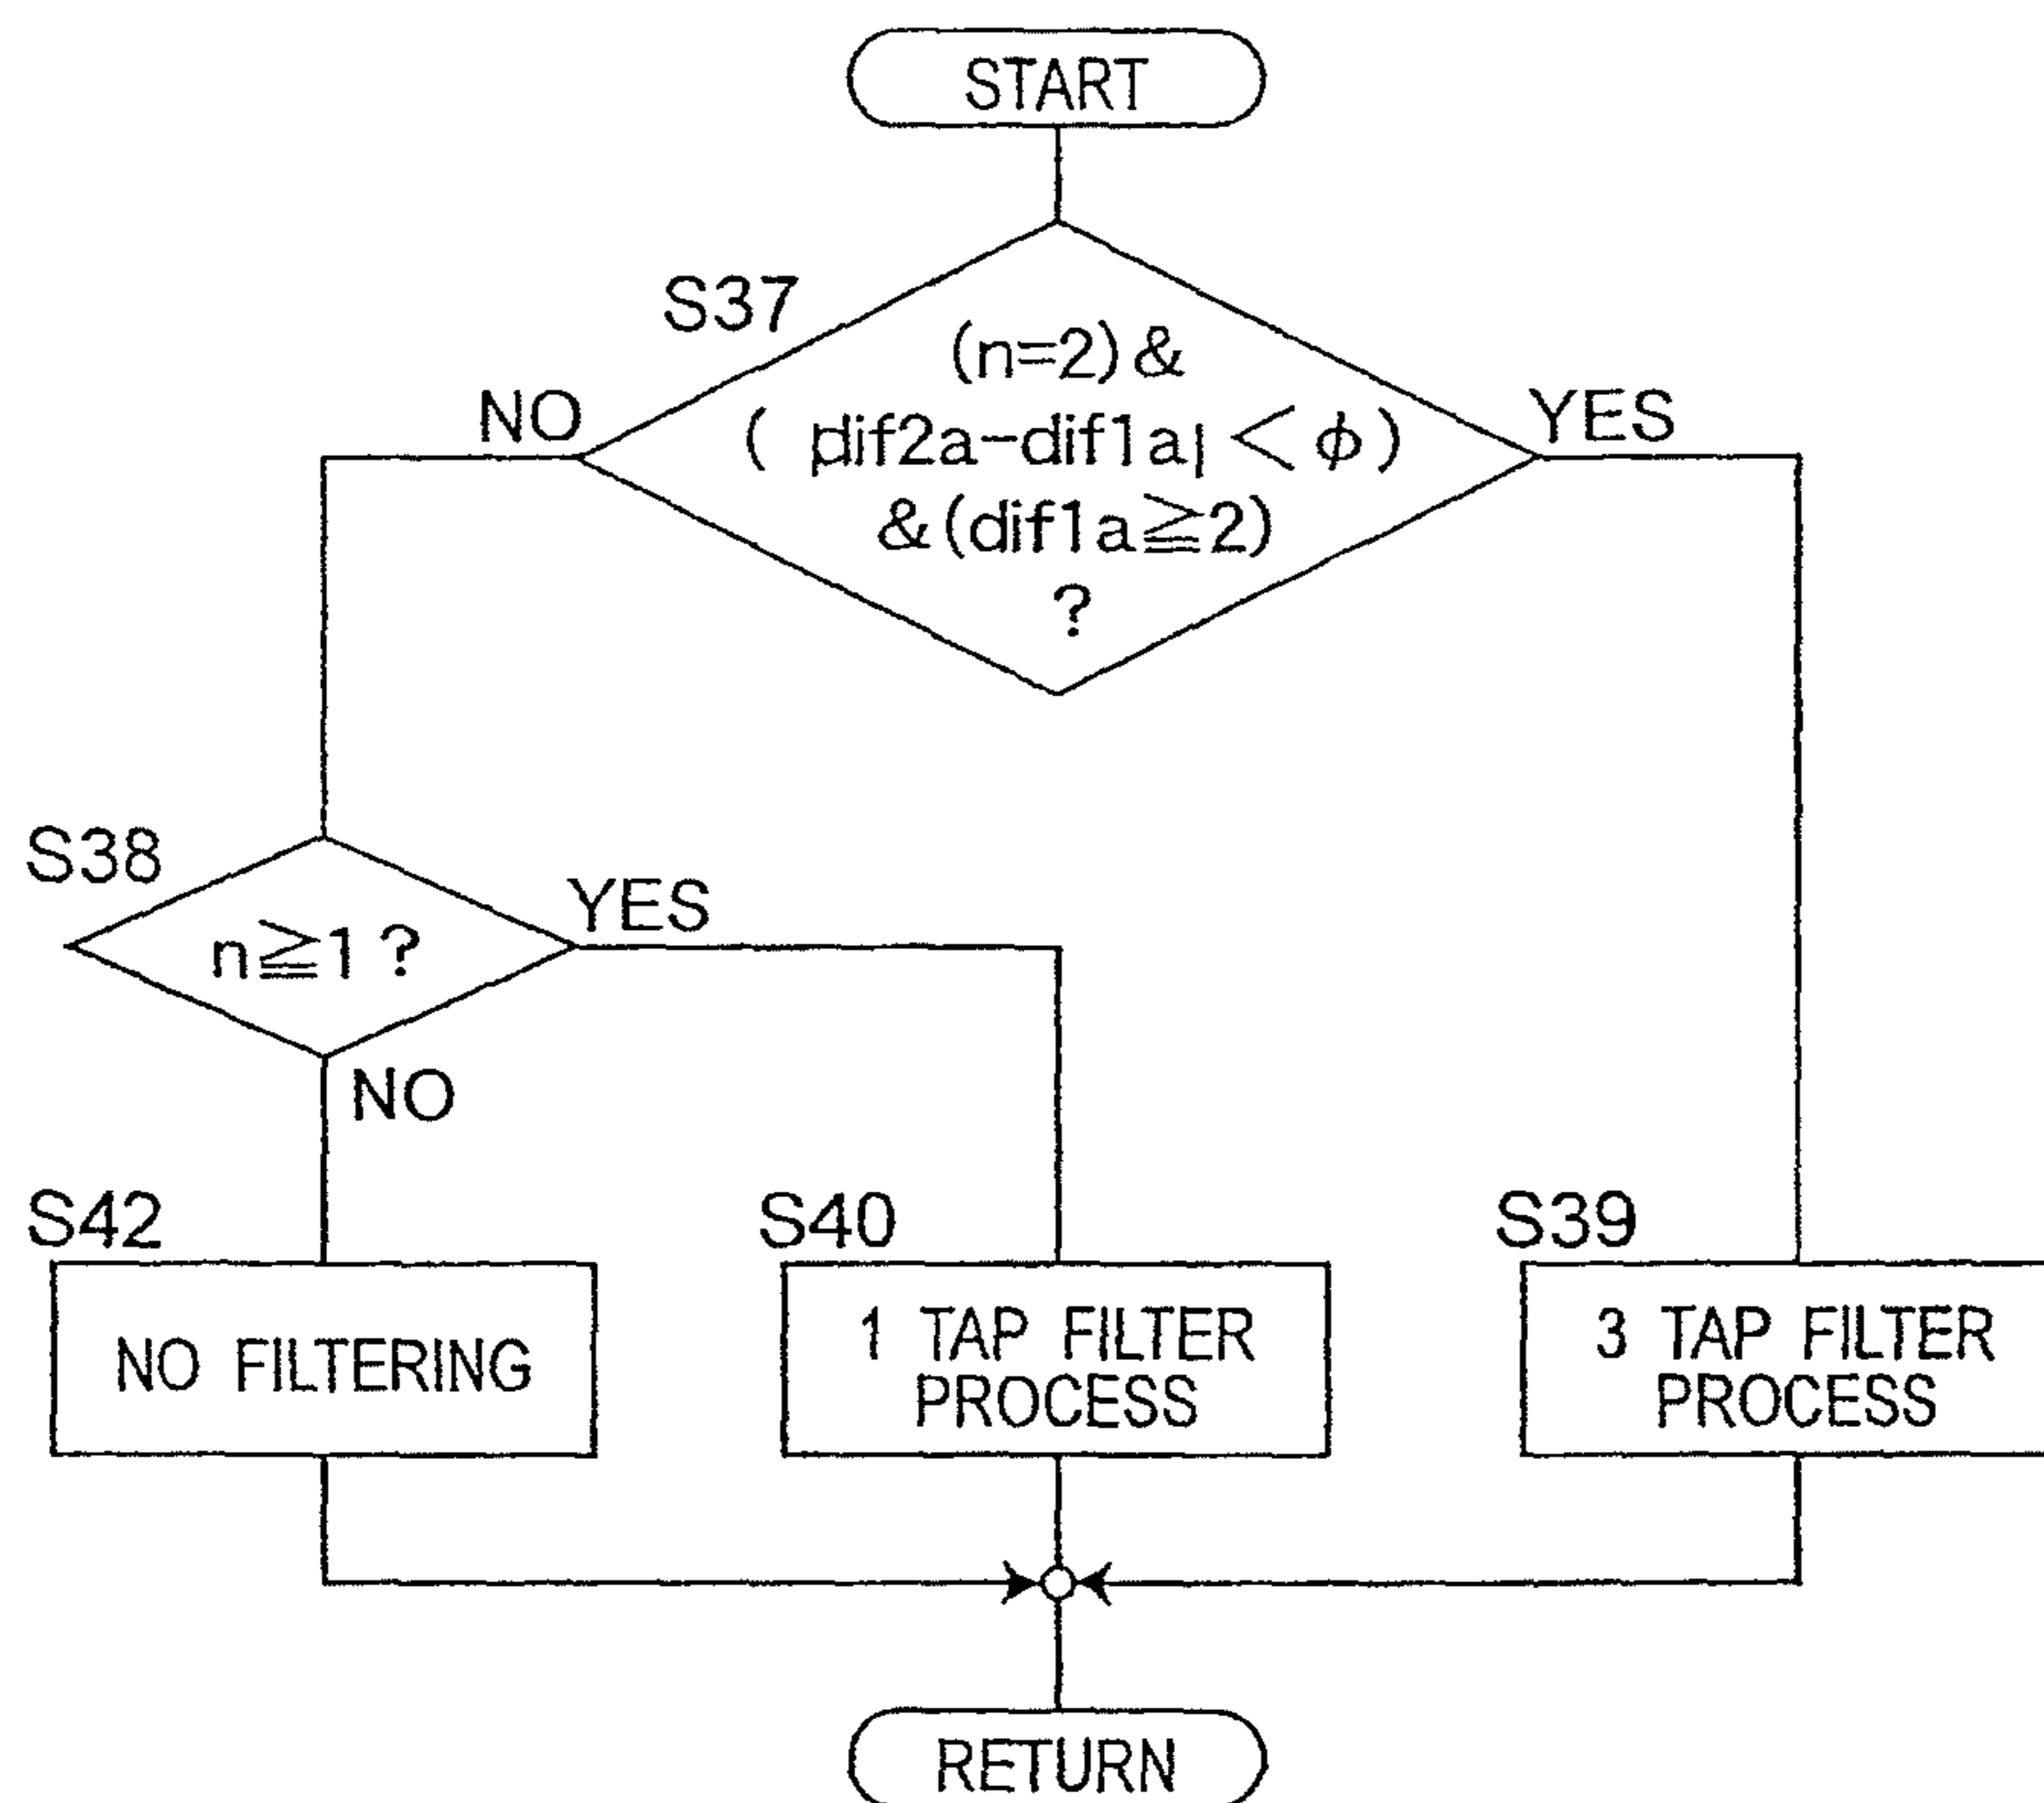 START
S37
(n=2)&
( |dif2a-dif1a| < φ)
&(dif1a≧2)
?
NO
YES
S38
n≧1 ?
YES
NO
S42
NO FILTERING
S40
1 TAP FILTER
PROCESS
S39
3 TAP FILTER
PROCESS
RETURN